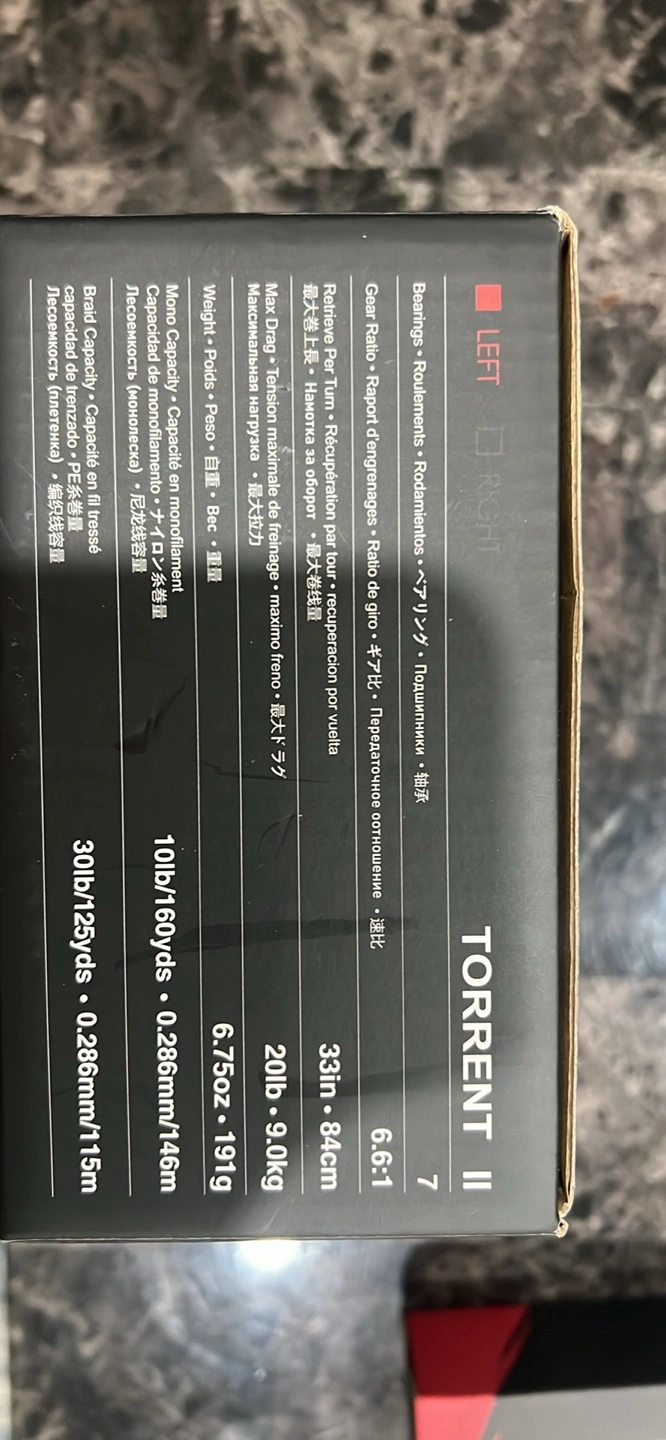 LEFT RIGHT TORRENT II
Bearings • Roulements • Rodamientos • ベアリング • Подшипники • 轴承 7
Gear Ratio • Raport d'engrenages • Ratio de giro • ギア比 • Передаточное оотношение • 速比 6.6:1
Retrieve Per Turn • Récupération par tour • recuperacion por vuelta
最大巻上長 • Намотка за оборот • 最大卷线量 33in • 84cm
Max Drag • Tension maximale de freinage • maximo freno • 最大ドラグ
Максимальная нагрузка • 最大拉力 20lb • 9.0kg
Weight • Poids • Peso • 自重 • Вес • 重量 6.75oz • 191g
Mono Capacity • Capacité en monofilament
Capacidad de monofilamento • ナイロン糸巻量
Лесоемкость (монолеска) • 尼龙线容量 10lb/160yds • 0.286mm/146m
Braid Capacity • Capacité en fil tressé
capacidad de trenzado • PE糸巻量
Лесоемкость (плетенка) • 编织线容量 30lb/125yds • 0.286mm/115m